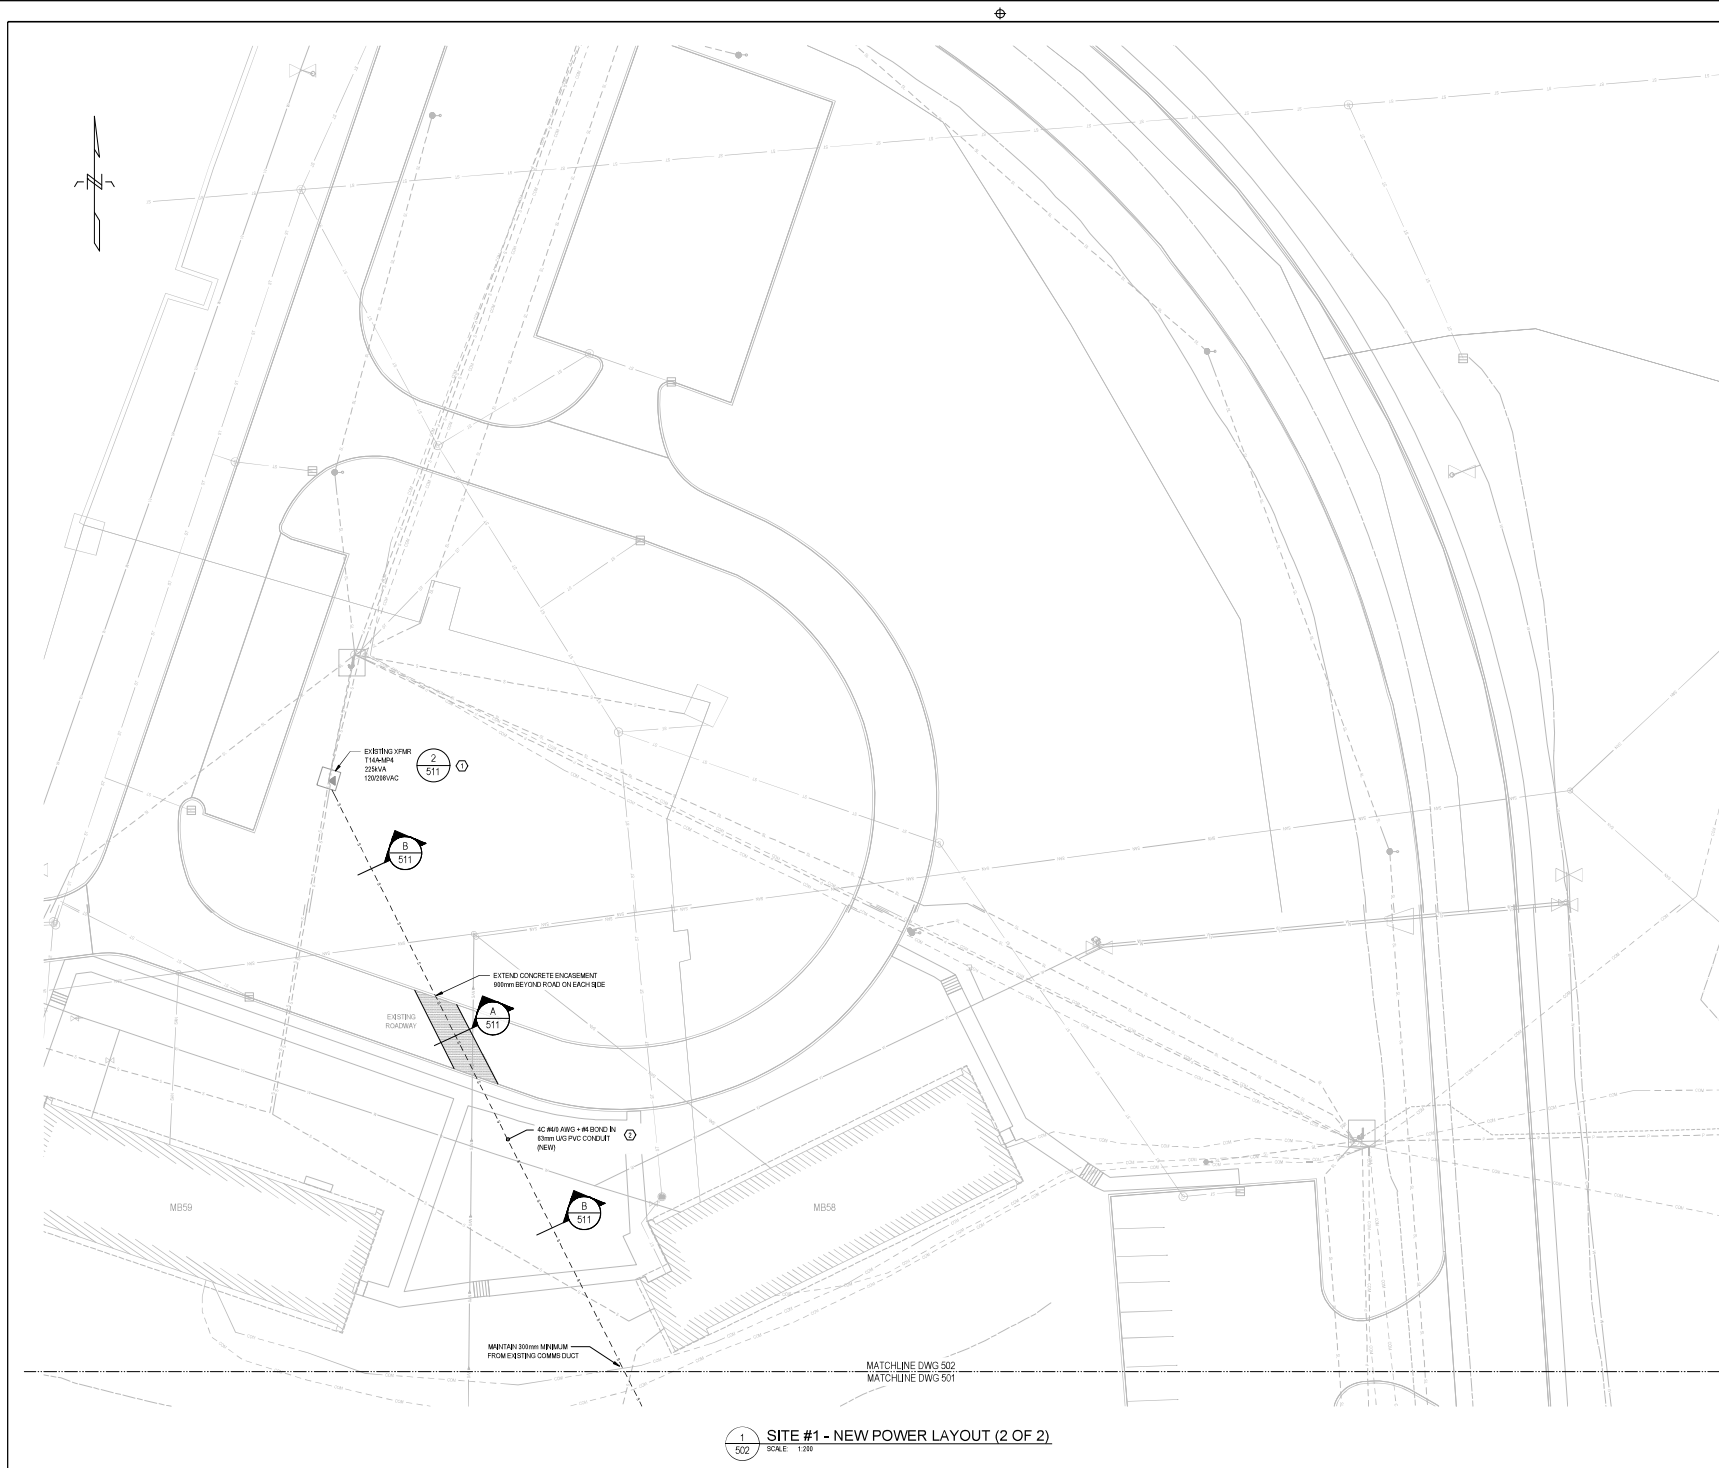 EXISTING XFMR
T14A-MP4
225kVA
120/208VAC
2
511
1
B
511
EXTEND CONCRETE ENCASEMENT
900mm BEYOND ROAD ON EACH SIDE
A
511
EXISTING
ROADWAY
4C #4/0 AWG + #4 BOND IN
63mm U/G PVC CONDUIT
(NEW)
2
B
511
MB59
MB58
MAINTAIN 300mm MINIMUM
FROM EXISTING COMMS DUCT
MATCHLINE DWG 502
MATCHLINE DWG 501
1
502
SITE #1 - NEW POWER LAYOUT (2 OF 2)
SCALE: 1:200